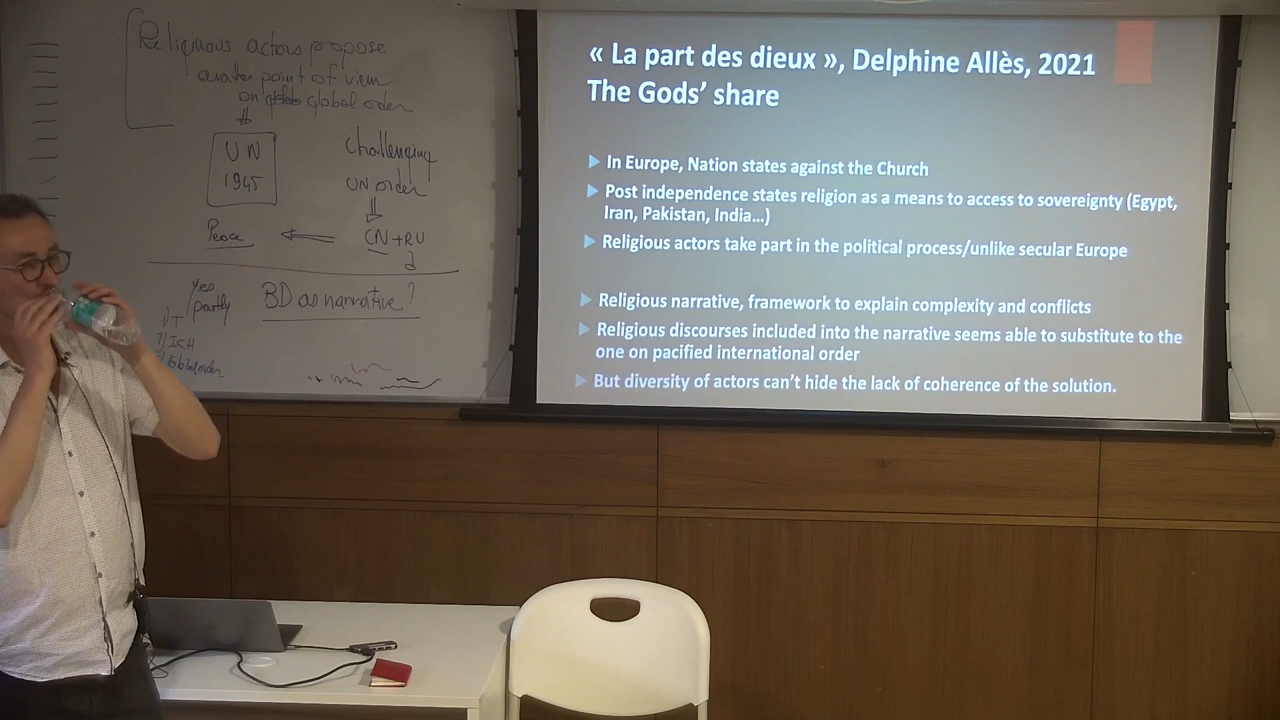 Religiuous actors propose
another point of view
on global order
UN
1945
Challenging
UN order
CN+RU
Peace
Yes
partly
BD as narrative ?
« La part des dieux », Delphine Allès, 2021
The Gods’ share
In Europe, Nation states against the Church
Post independence states religion as a means to access to sovereignty (Egypt,
Iran, Pakistan, India...)
Religious actors take part in the political process/unlike secular Europe
Religious narrative, framework to explain complexity and conflicts
Religious discourses included into the narrative seems able to substitute to the
one on pacified international order
But diversity of actors can’t hide the lack of coherence of the solution.